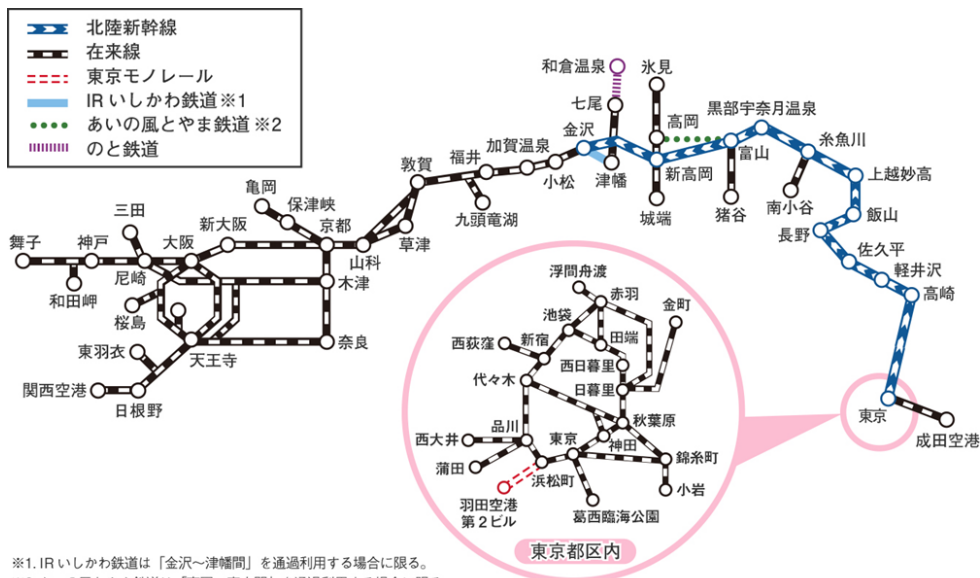 北陸新幹線
在来線
東京モノレール
IRいしかわ鉄道※1
あいの風とやま鉄道※2
のと鉄道
和倉温泉
氷見
七尾
高岡
黒部宇奈月温泉
金沢
加賀温泉
福井
敦賀
小松
津幡
新高岡
富山
糸魚川
上越妙高
九頭竜湖
城端
猪谷
南小谷
飯山
長野
佐久平
軽井沢
高崎
亀岡
保津峡
三田
新大阪
京都
草津
舞子
神戸
大阪
山科
尼崎
木津
和田岬
桜島
東羽衣
天王寺
奈良
関西空港
日根野
東京
成田空港
浮間舟渡
赤羽
金町
池袋
田端
新宿
西荻窪
西日暮里
代々木
日暮里
秋葉原
品川
東京
神田
西大井
錦糸町
蒲田
浜松町
小岩
羽田空港
第2ビル
葛西臨海公園
東京都区内
※1. IRいしかわ鉄道は「金沢~津幡間」を通過利用する場合に限る。